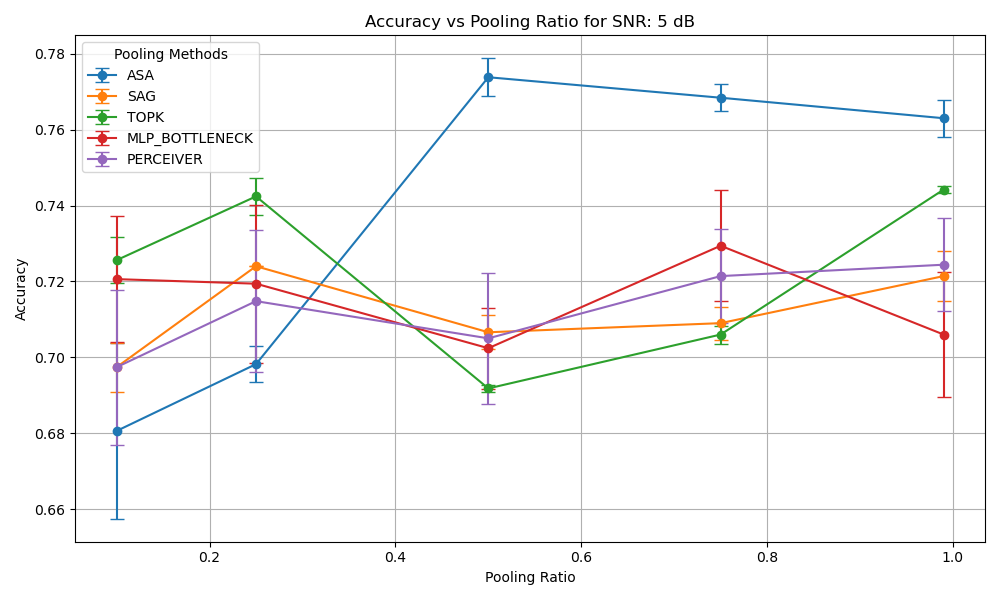 Accuracy vs Pooling Ratio for SNR: 5 dB
Pooling Methods
ASA
SAG
TOPK
MLP_BOTTLENECK
PERCEIVER
Accuracy
0.78
0.76
0.74
0.72
0.70
0.68
0.66
0.2
0.4
0.6
0.8
1.0
Pooling Ratio